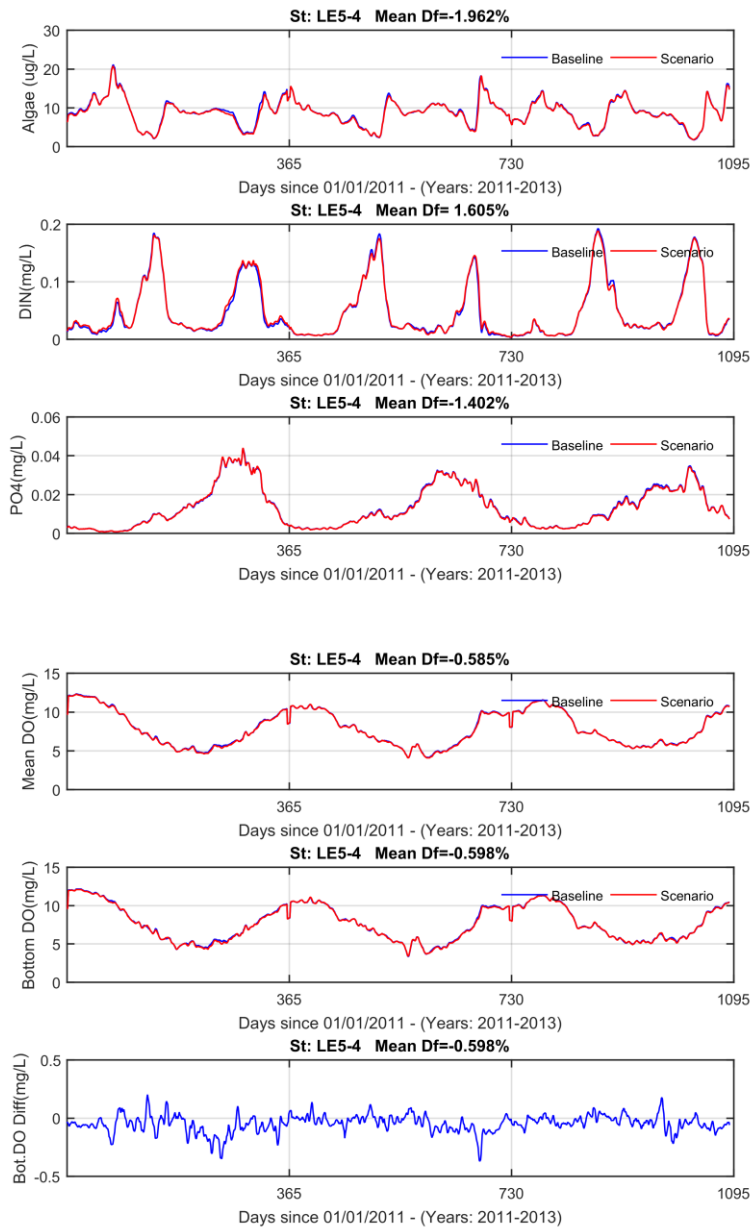 St: LE5-4 Mean Df=-1.962%
30
20
10
0
Algae (ug/L)
Baseline
Scenario
365
730
1095
Days since 01/01/2011 - (Years: 2011-2013)
St: LE5-4 Mean Df= 1.605%
0.2
0.1
0
DIN(mg/L)
Baseline
Scenario
365
730
1095
Days since 01/01/2011 - (Years: 2011-2013)
St: LE5-4 Mean Df=-1.402%
0.06
0.04
0.02
0
PO4(mg/L)
Baseline
Scenario
365
730
1095
Days since 01/01/2011 - (Years: 2011-2013)
St: LE5-4 Mean Df=-0.585%
15
10
5
0
Mean DO(mg/L)
Baseline
Scenario
365
730
1095
Days since 01/01/2011 - (Years: 2011-2013)
St: LE5-4 Mean Df=-0.598%
15
10
5
0
Bottom DO(mg/L)
Baseline
Scenario
365
730
1095
Days since 01/01/2011 - (Years: 2011-2013)
St: LE5-4 Mean Df=-0.598%
0.5
0
-0.5
Bot.DO Diff(mg/L)
365
730
1095
Days since 01/01/2011 - (Years: 2011-2013)